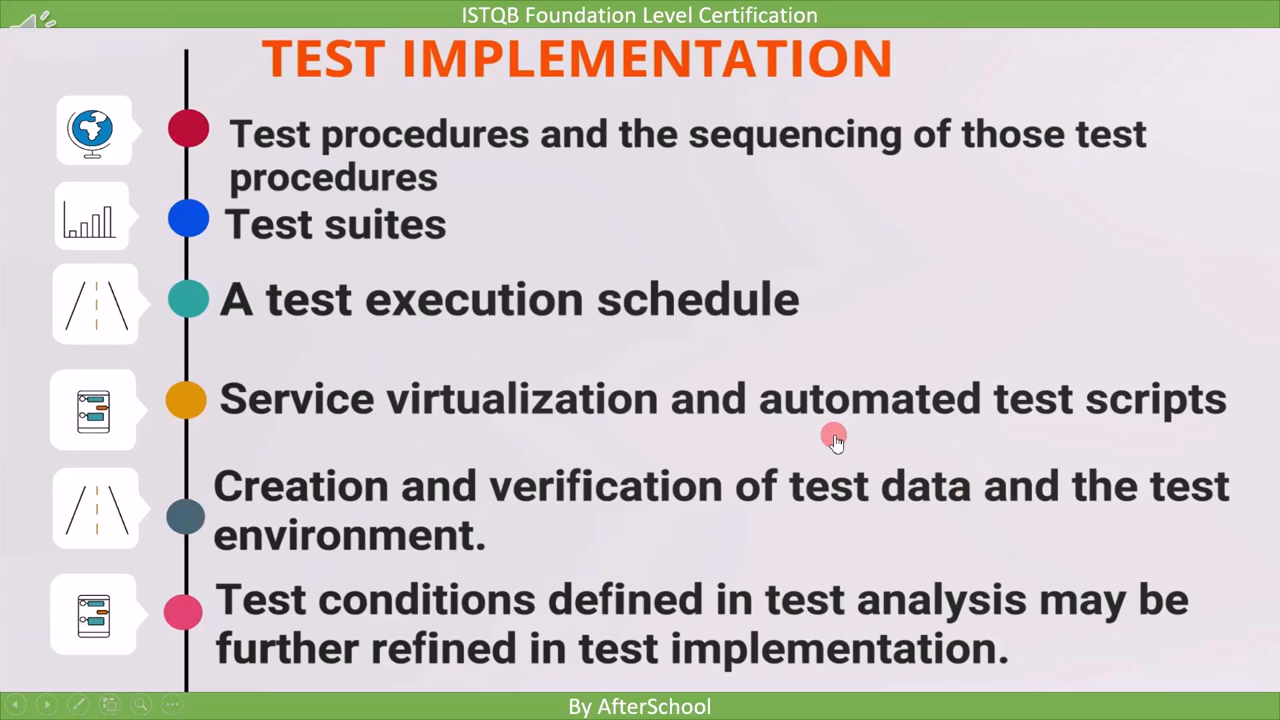 ISTQB Foundation Level Certification
TEST IMPLEMENTATION
Test procedures and the sequencing of those test
procedures
Test suites
A test execution schedule
Service virtualization and automated test scripts
Creation and verification of test data and the test
environment.
Test conditions defined in test analysis may be
further refined in test implementation.
By AfterSchool